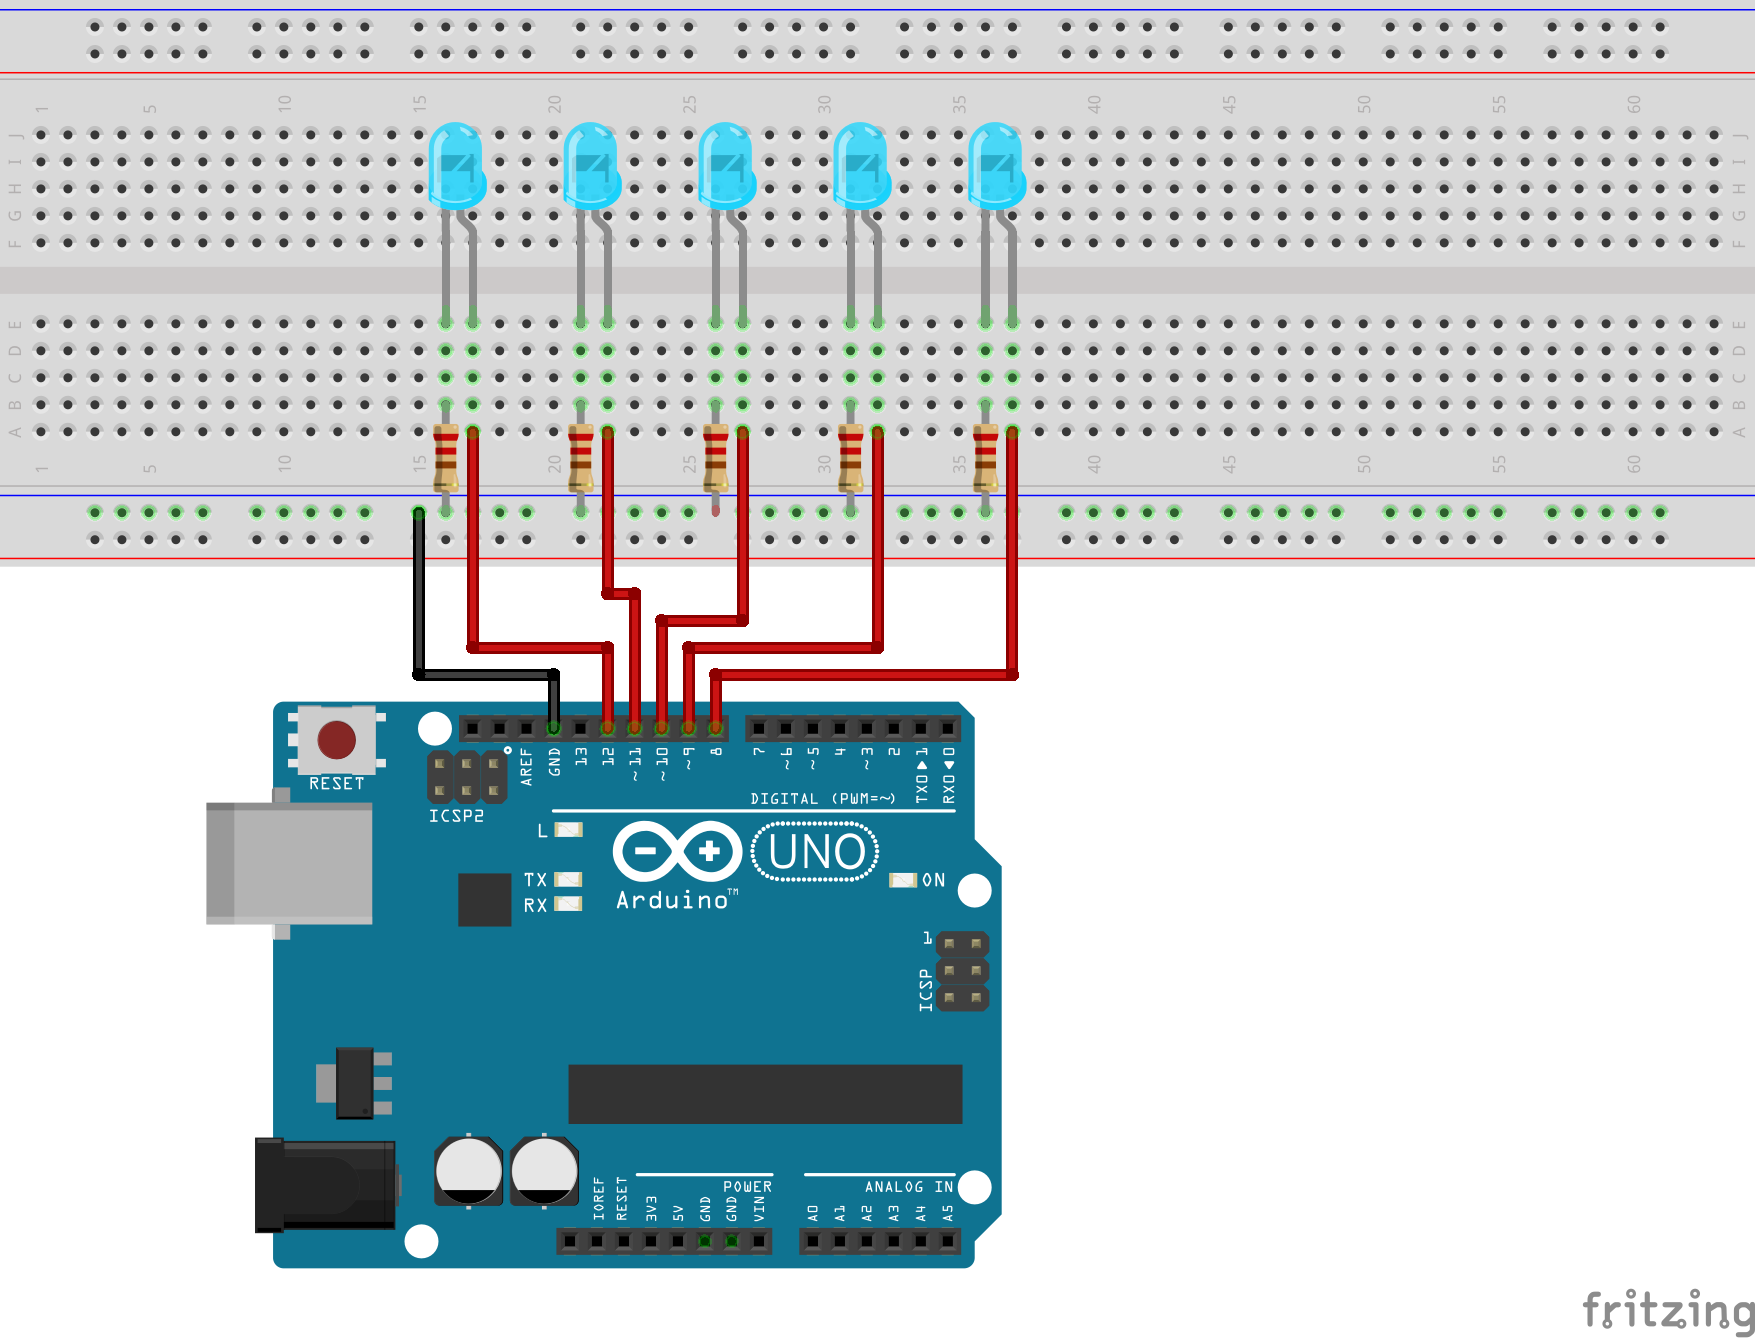 1 5 10 15 20 25 30 35 40 45 50 55 60
J J
I I
H H
G G
F F
E E
D D
C C
B B
A A
1 5 10 15 20 25 30 35 40 45 50 55 60
RESET
ICSP2
AREF GND 13 12 ~11 ~10 ~9 8 7 ~6 ~5 4 ~3 2 TX0▶1 RX0◀0
DIGITAL (PWM=~)
L
UNO
TX
RX
ON
Arduino™
1
ICSP
POWER ANALOG IN
IOREF RESET 3V3 5V GND GND VIN A0 A1 A2 A3 A4 A5
fritzing